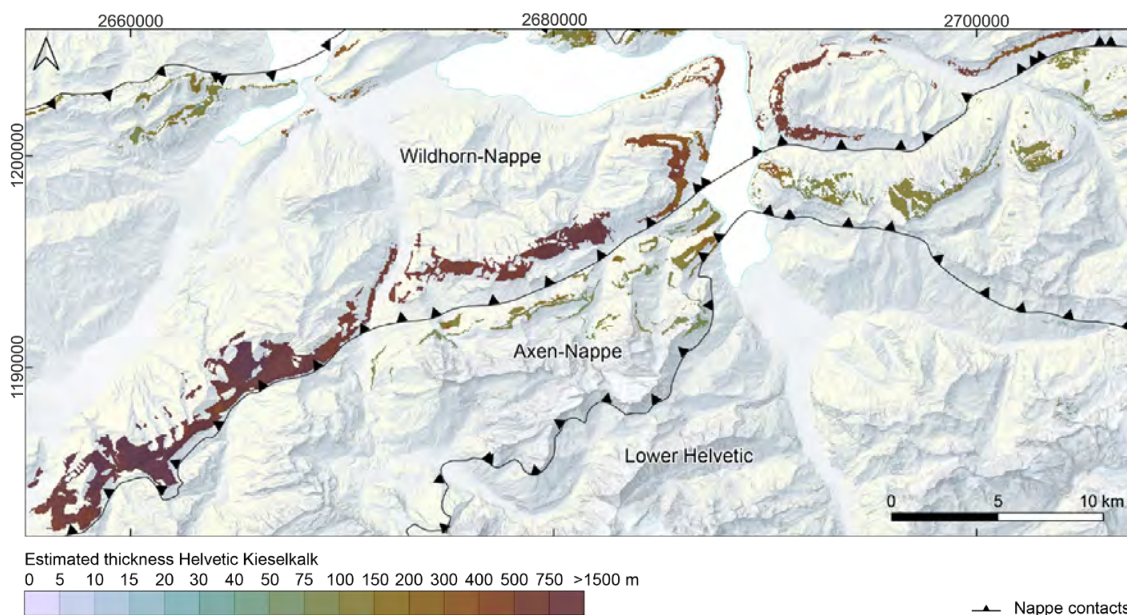 2660000 2680000 2700000
1200000
Wildhorn-Nappe
1190000
Axen-Nappe
Lower Helvetic
0 5 10 km
Estimated thickness Helvetic Kieselkalk
0 5 10 15 20 30 40 50 75 100 150 200 300 400 500 750 >1500 m
Nappe contacts